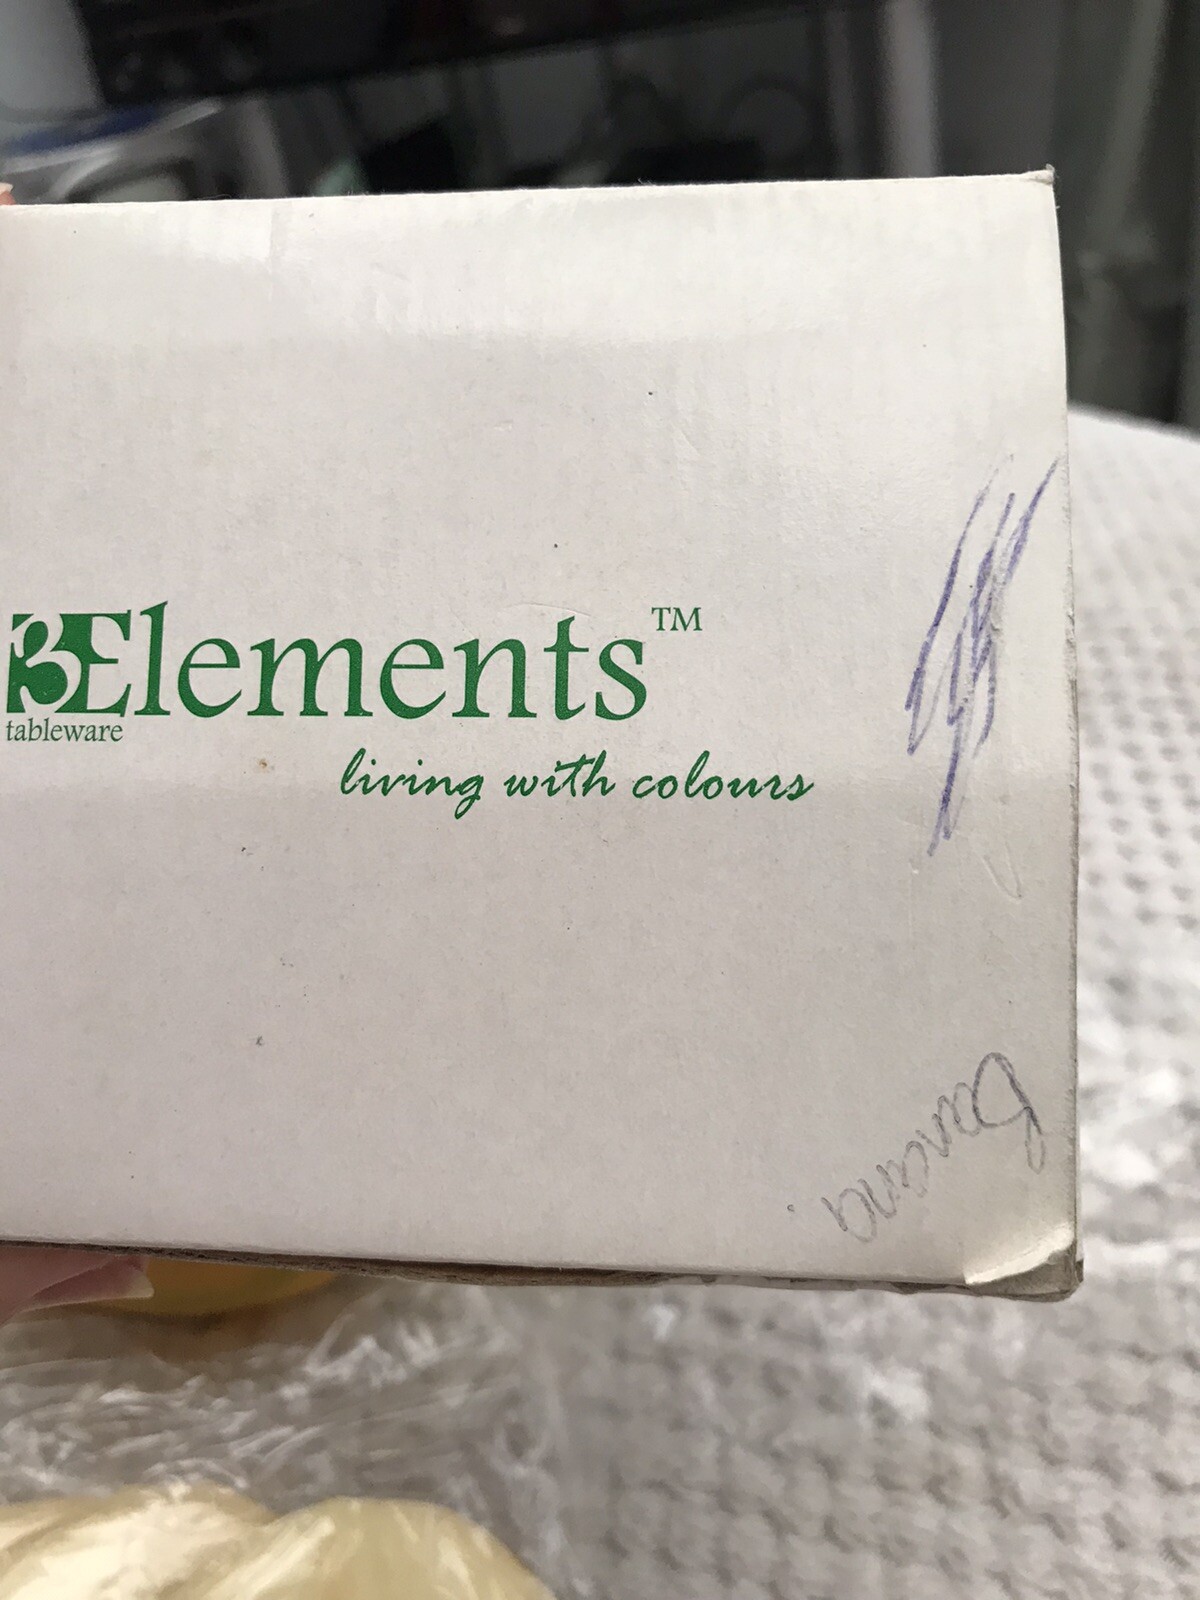 3Elements™
tableware
living with colours
Banana